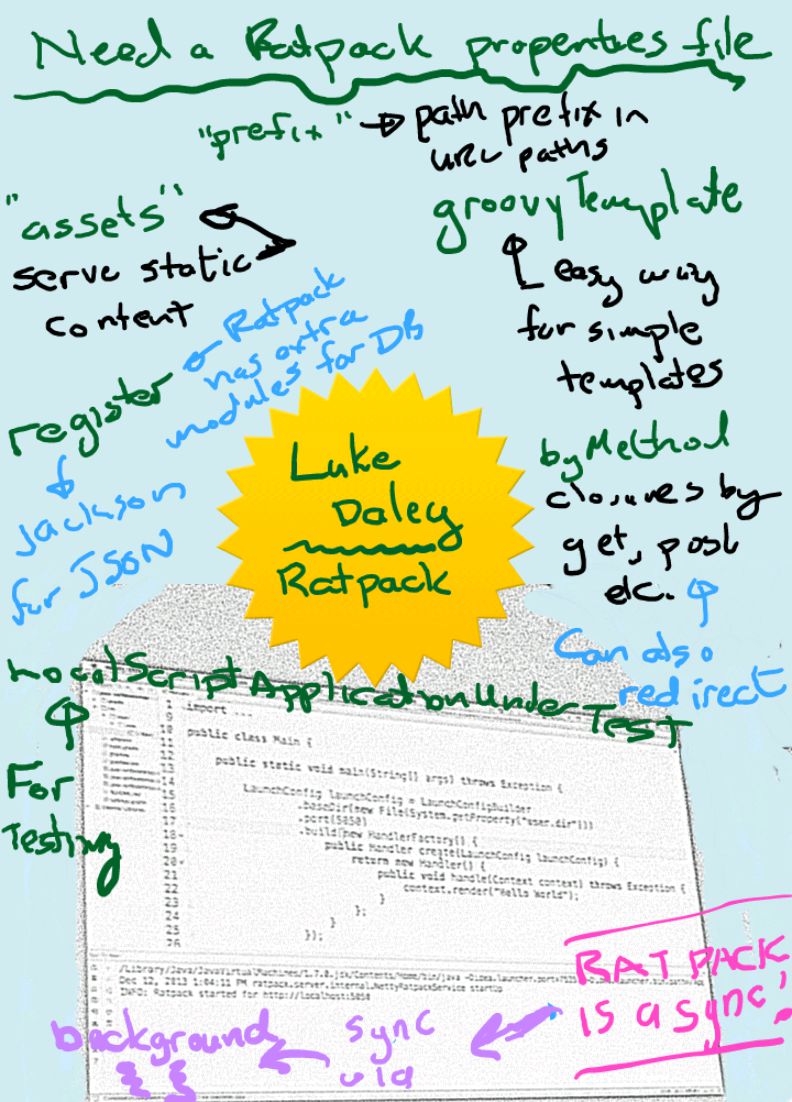 Need a Ratpack properties file
"prefix" → path prefix in
URL paths
"assets"
serve static
content
groovyTemplate
easy way
for simple
templates
register
Ratpack
has extra
modules for DB
Jackson
for JSON
Luke
Daley
Ratpack
byMethod
closures by
get, post
etc.
Can also
redirect
LocalScriptApplicationUnderTest
For
Testing
import ...
public class Main {
public static void main(String[] args) throws Exception {
LaunchConfig launchConfig = LaunchConfigBuilder
.baseDir(new File(System.getProperty("user.dir")))
.port(5050)
.build(new HandlerFactory() {
public Handler create(LaunchConfig launchConfig) {
return new Handler() {
public void handle(Context context) throws Exception {
context.render("Hello World");
}
};
}
});
/Library/Java/JavaVirtualMachines/1.7.0.jdk/Contents/Home/bin/java
Dec 12, 2013 1:04:11 PM ratpack.server.internal.NettyRatpackService startUp
INFO: Ratpack started for http://localhost:5050
RATPACK
is async!
sync
via
background
{ }